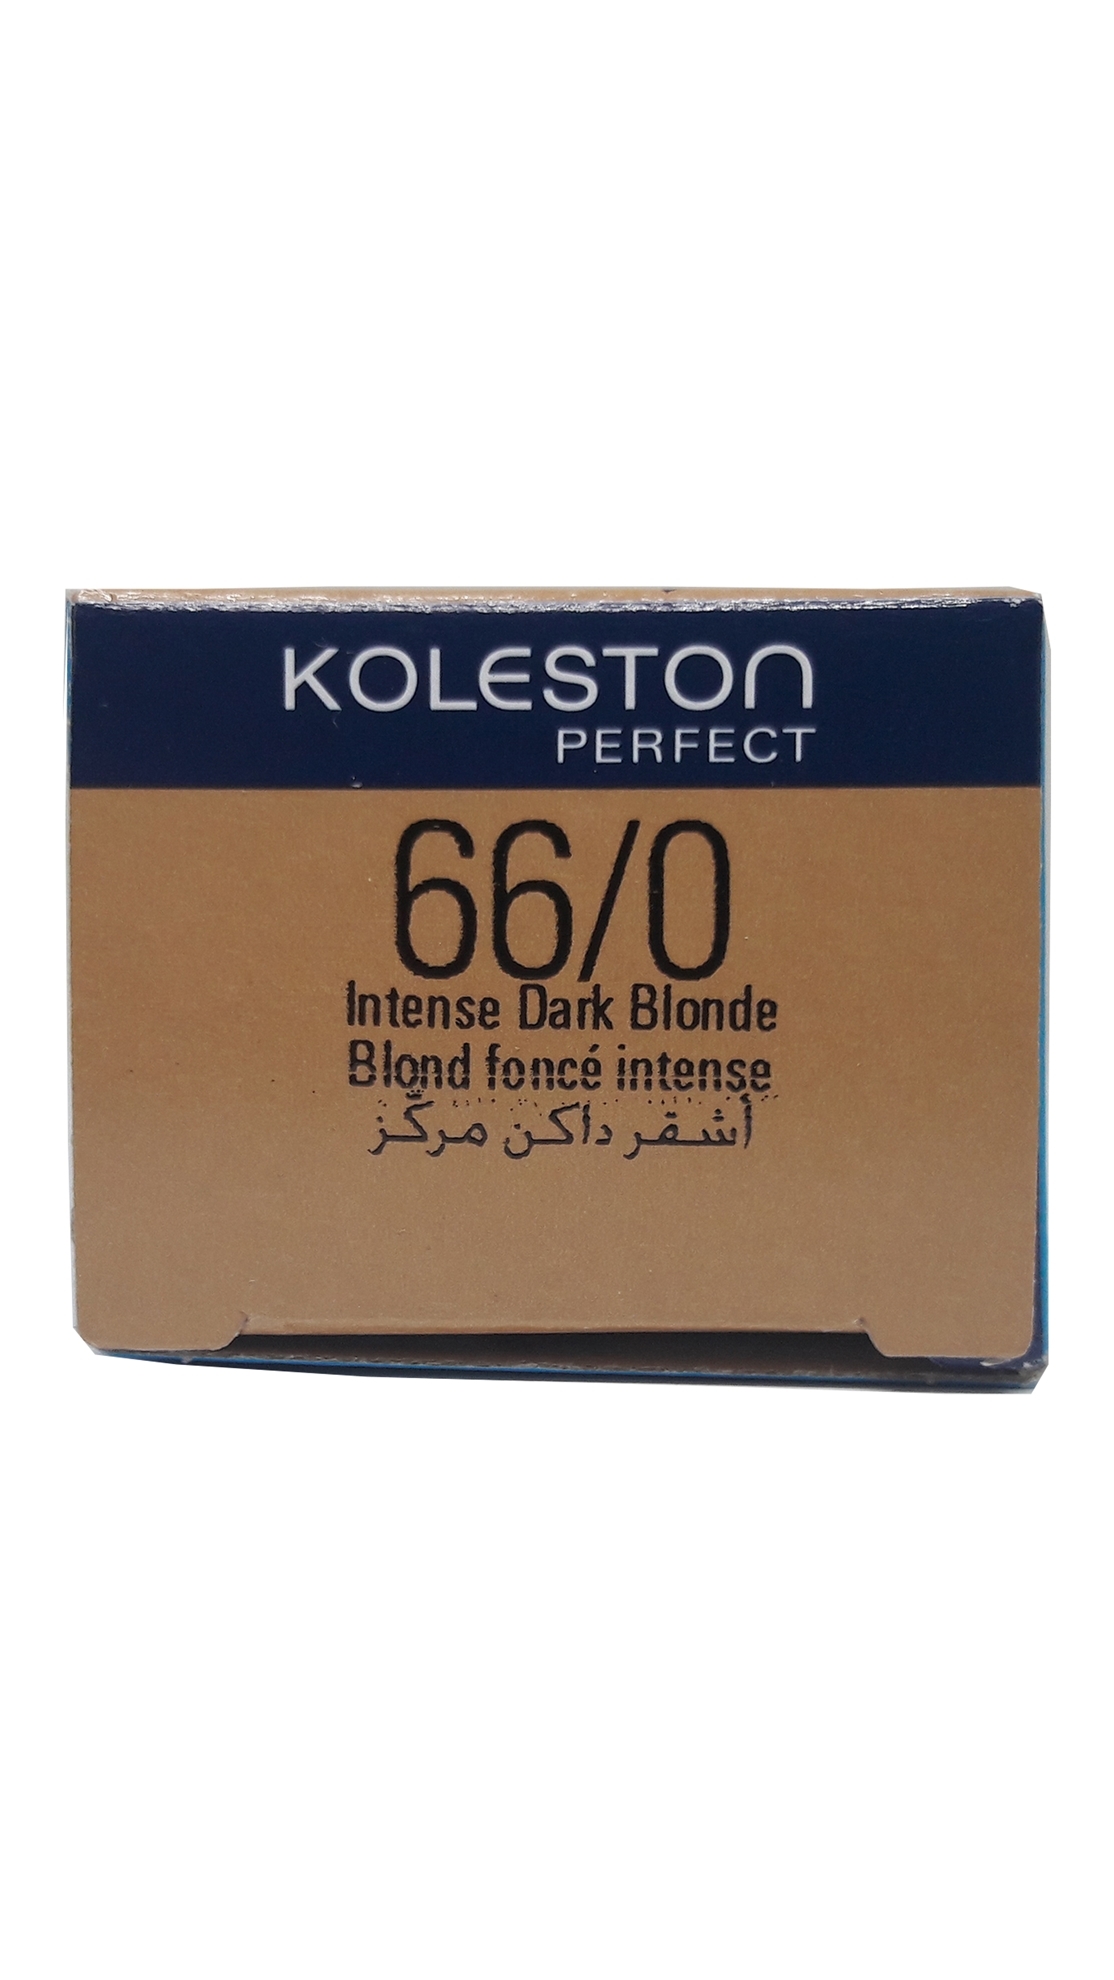 KOLESTON
PERFECT
66/0
Intense Dark Blonde
Blond foncé intense
أشقر داكن مركّز